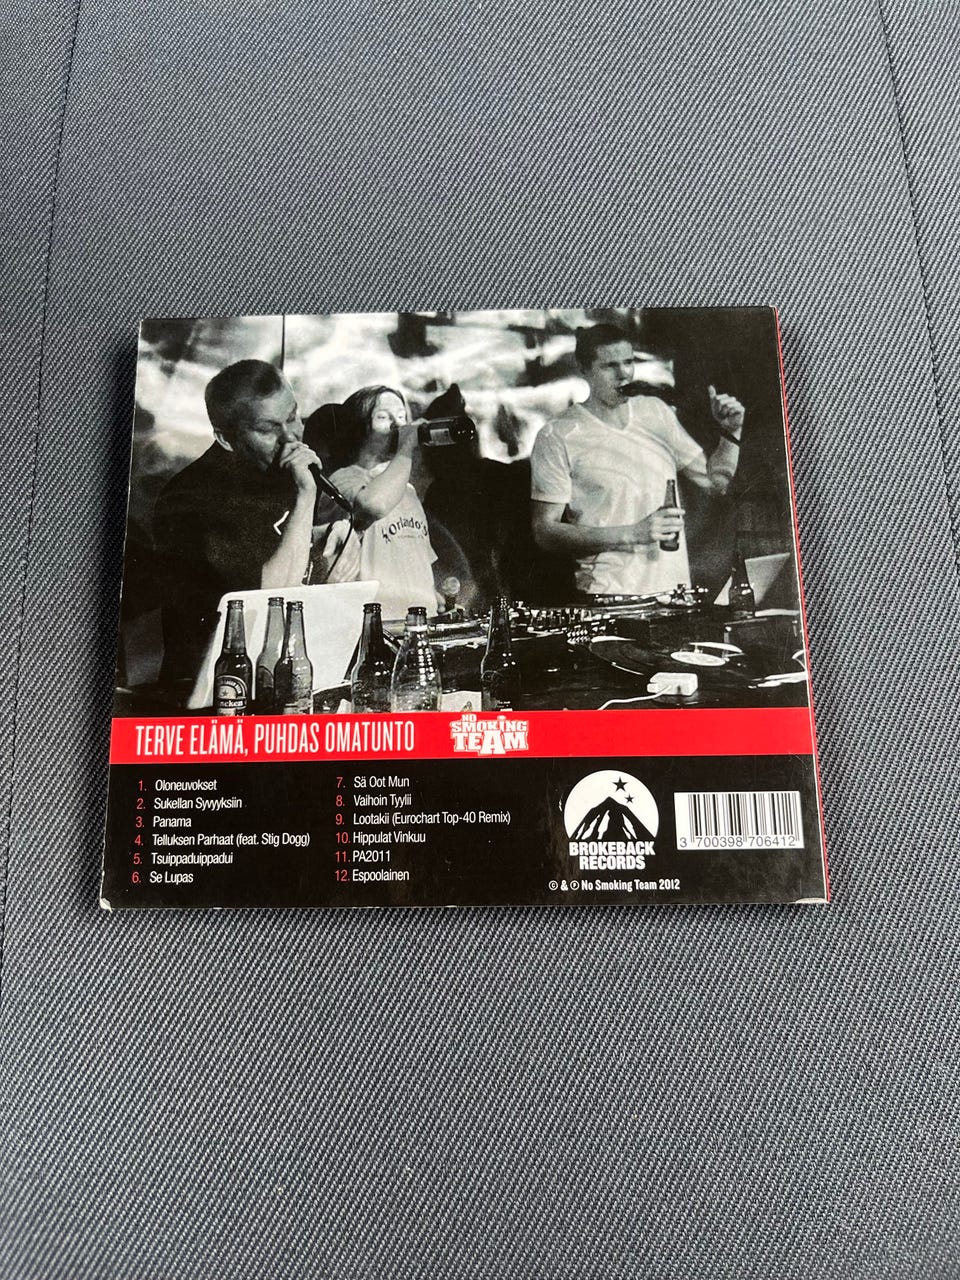 Orlando's
TERVE ELÄMÄ, PUHDAS OMATUNTO
NO
SMOKING
TEAM
1. Oloneuvokset
2. Sukellan Syvyyksiin
3. Panama
4. Telluksen Parhaat (feat. Stig Dogg)
5. Tsuippaduippadui
6. Se Lupas
7. Sä Oot Mun
8. Vaihoin Tyylii
9. Lootakii (Eurochart Top-40 Remix)
10. Hippulat Vinkuu
11. PA2011
12. Espoolainen
BROKEBACK
RECORDS
© & ℗ No Smoking Team 2012
3 700398 706412